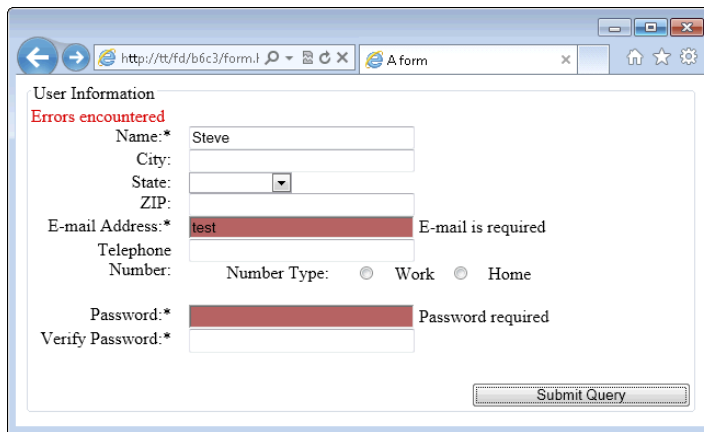 http://tt/fd/b6c3/form.h
A form
User Information
Errors encountered
Name:* Steve
City:
State:
ZIP:
E-mail Address:* test E-mail is required
Telephone
Number: Number Type: Work Home
Password:* Password required
Verify Password:*
Submit Query